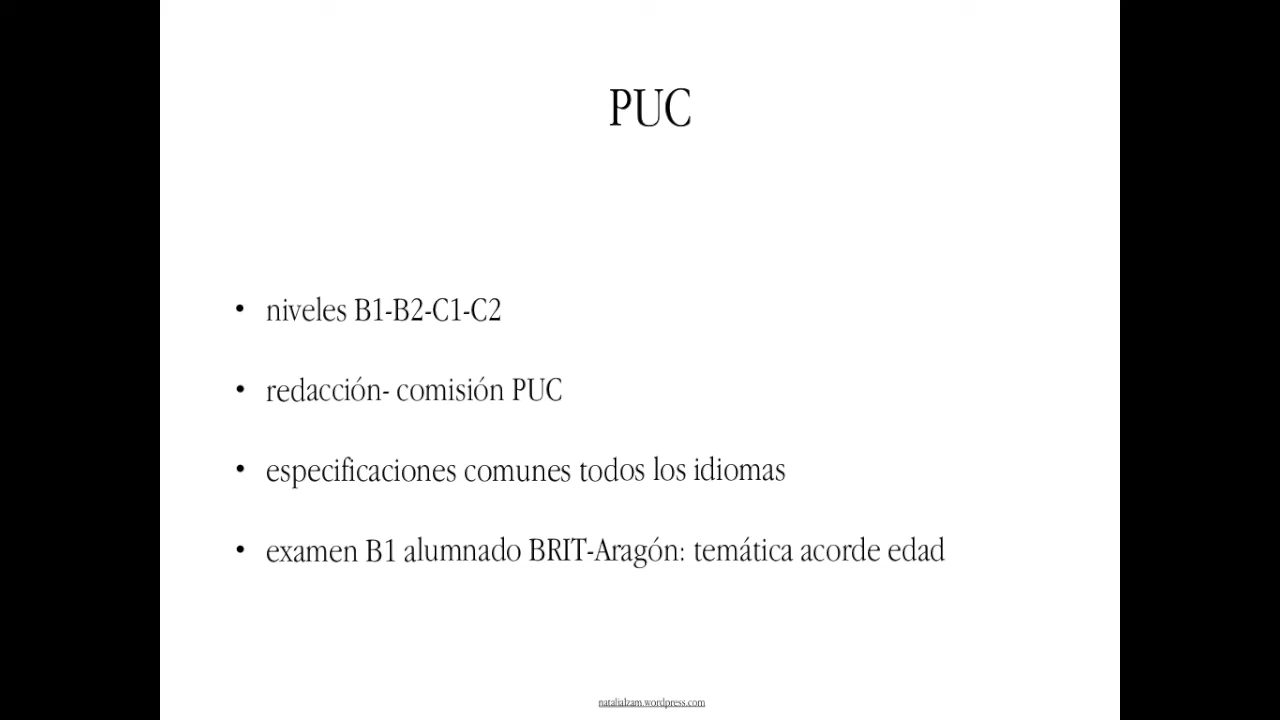 PUC
• niveles B1-B2-C1-C2
• redacción- comisión PUC
• especificaciones comunes todos los idiomas
• examen B1 alumnado BRIT-Aragón: temática acorde edad
natalialzam.wordpress.com